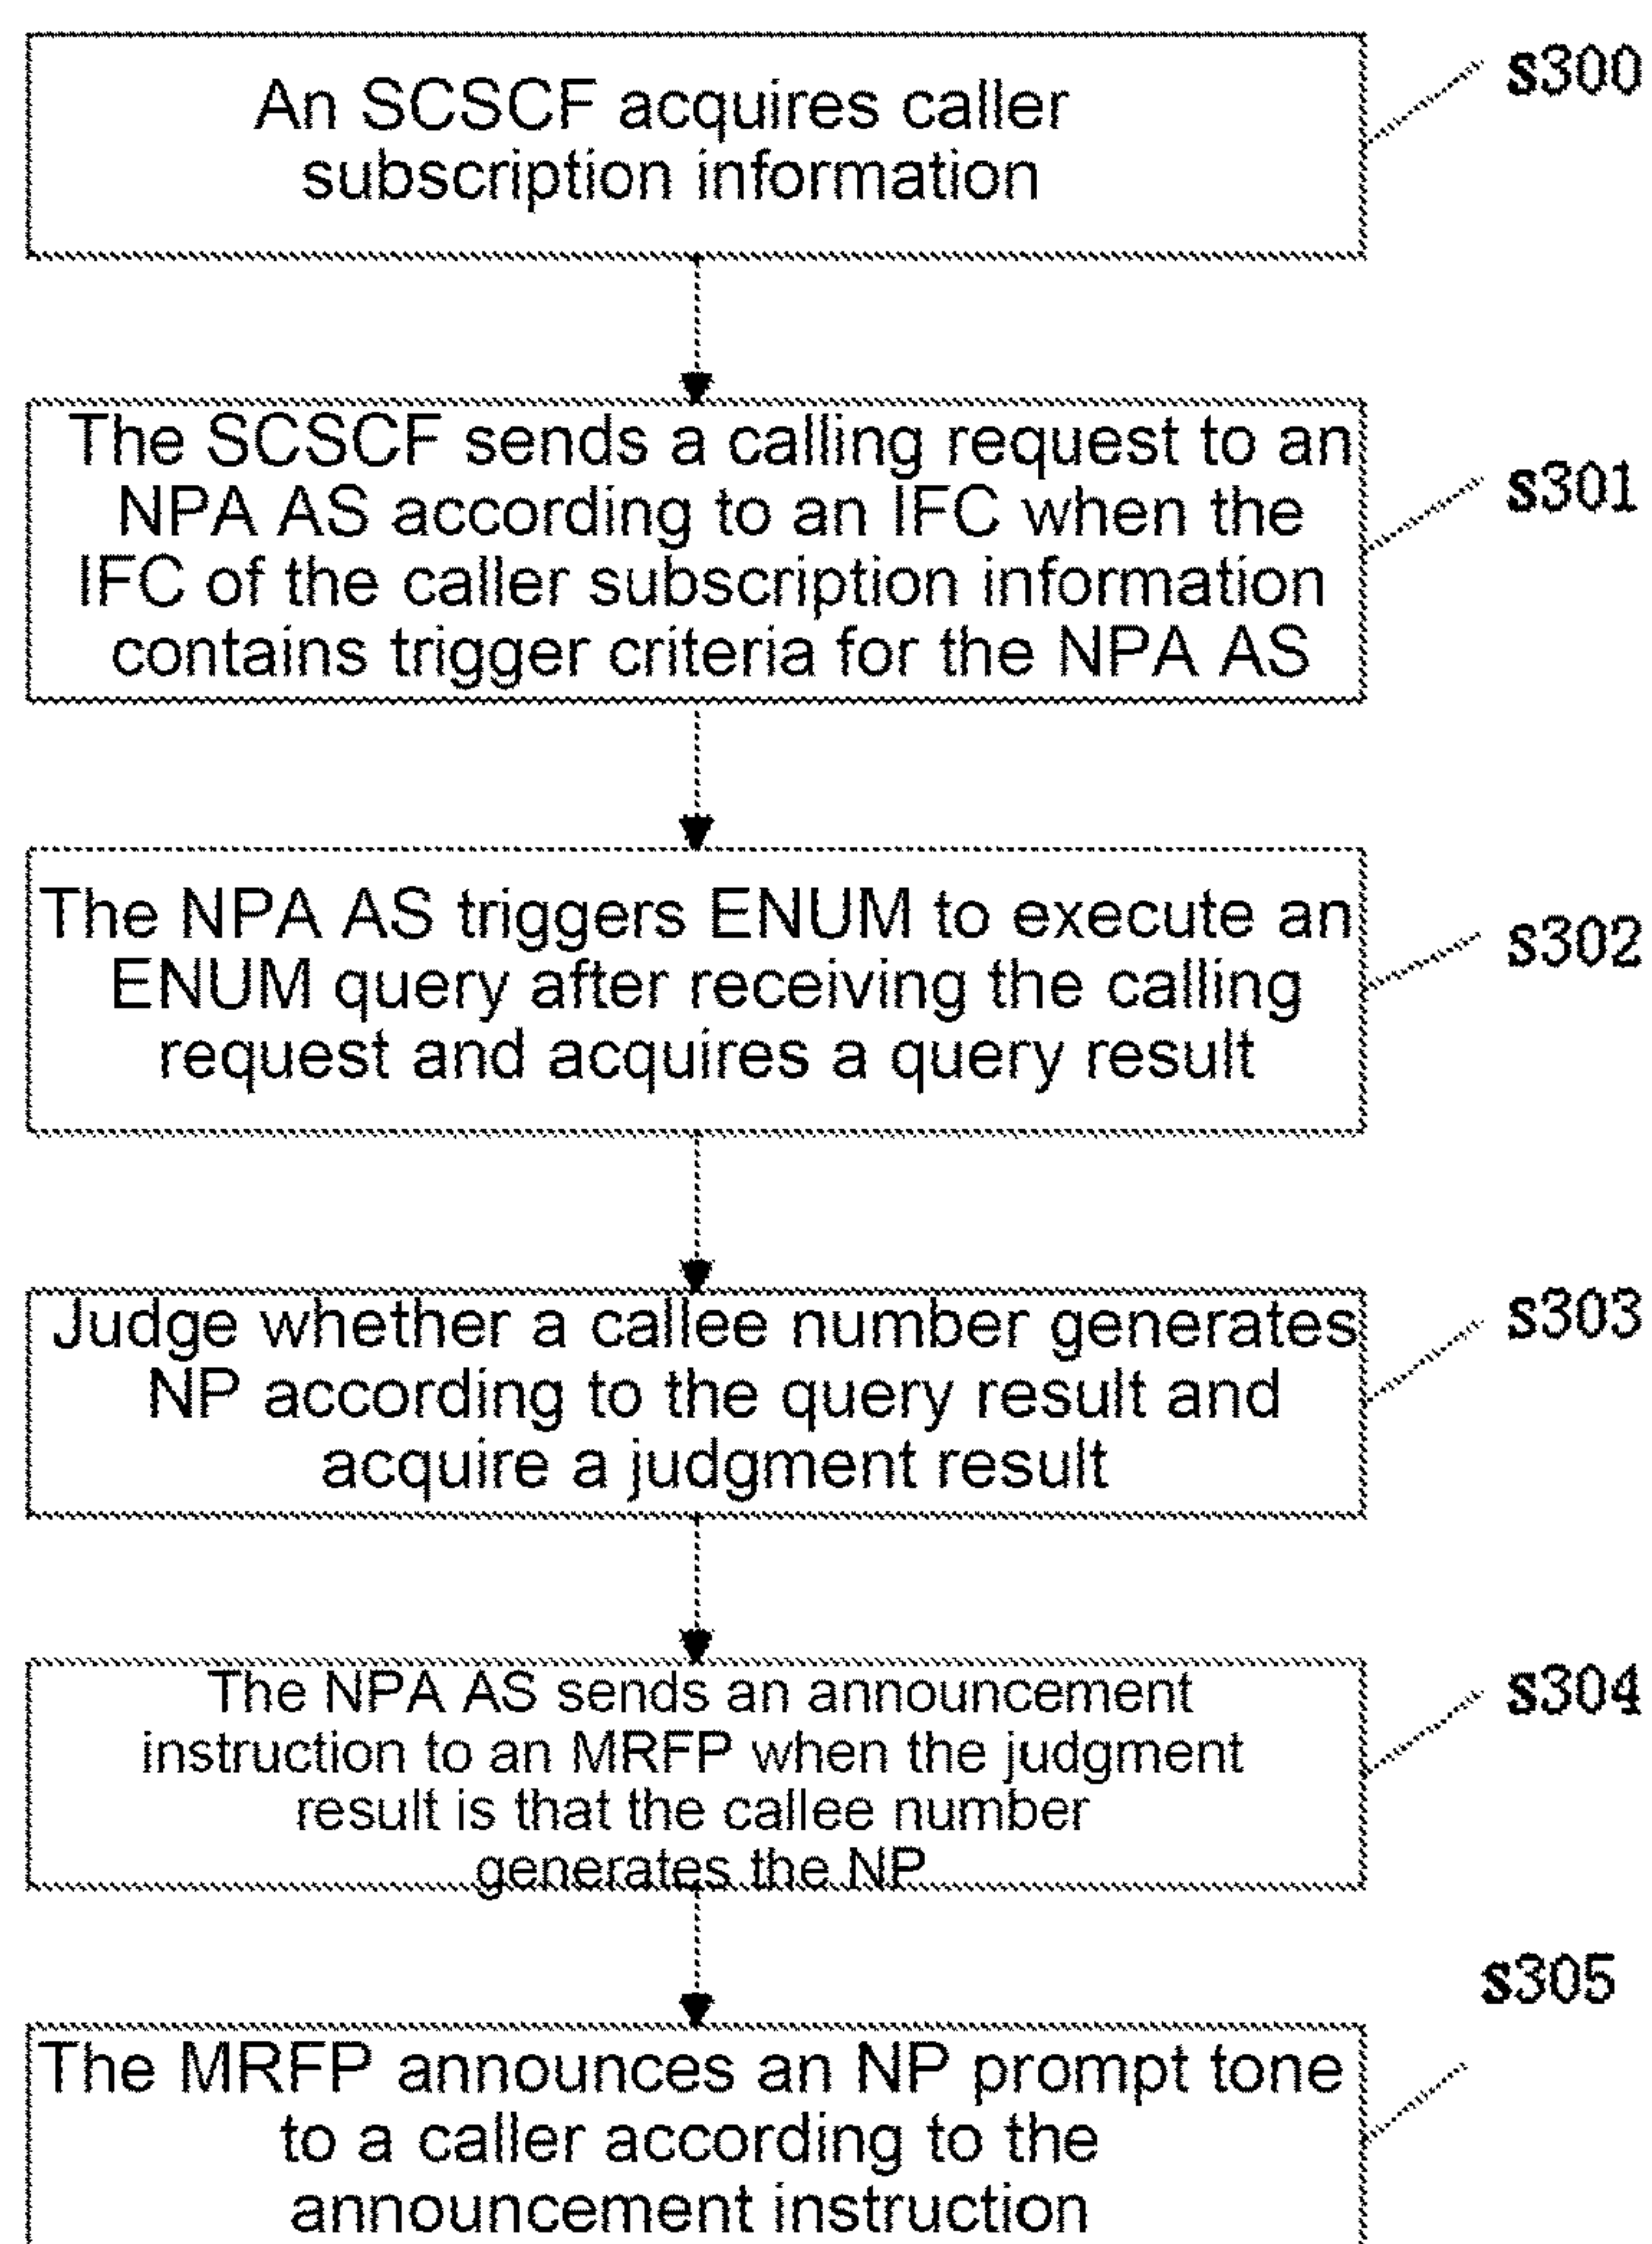 An SCSCF acquires caller
subscription information
s300
The SCSCF sends a calling request to an
NPA AS according to an IFC when the
IFC of the caller subscription information
contains trigger criteria for the NPA AS
s301
The NPA AS triggers ENUM to execute an
ENUM query after receiving the calling
request and acquires a query result
s302
Judge whether a callee number generates
NP according to the query result and
acquire a judgment result
s303
The NPA AS sends an announcement
instruction to an MRFP when the judgment
result is that the callee number
generates the NP
s304
The MRFP announces an NP prompt tone
to a caller according to the
announcement instruction
s305